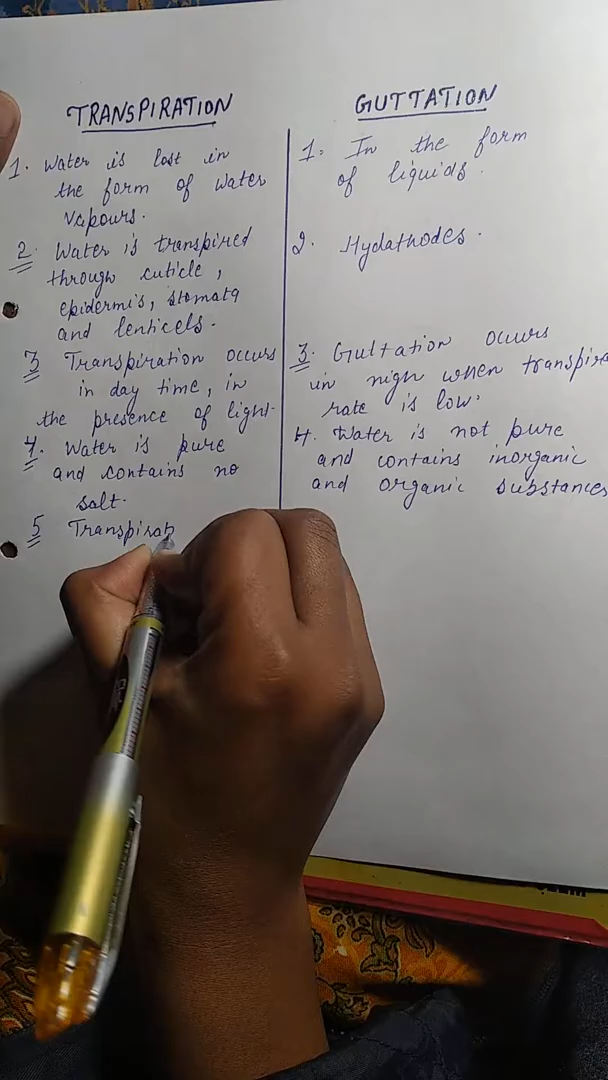 TRANSPIRATION
1. Water is lost in
the form of water
vapours.
2. Water is transpired
through cuticle,
epidermis, stomata
and lenticels.
3 Transpiration occurs
in day time, in
the presence of light.
4. Water is pure
and contains no
salt.
5 Transpirat
GUTTATION
1. In the form
of liquids.
2. Hydathodes.
3. Guttation occurs
in nigh when transpira
rate is low.
4. Water is not pure
and contains inorganic
and organic substances